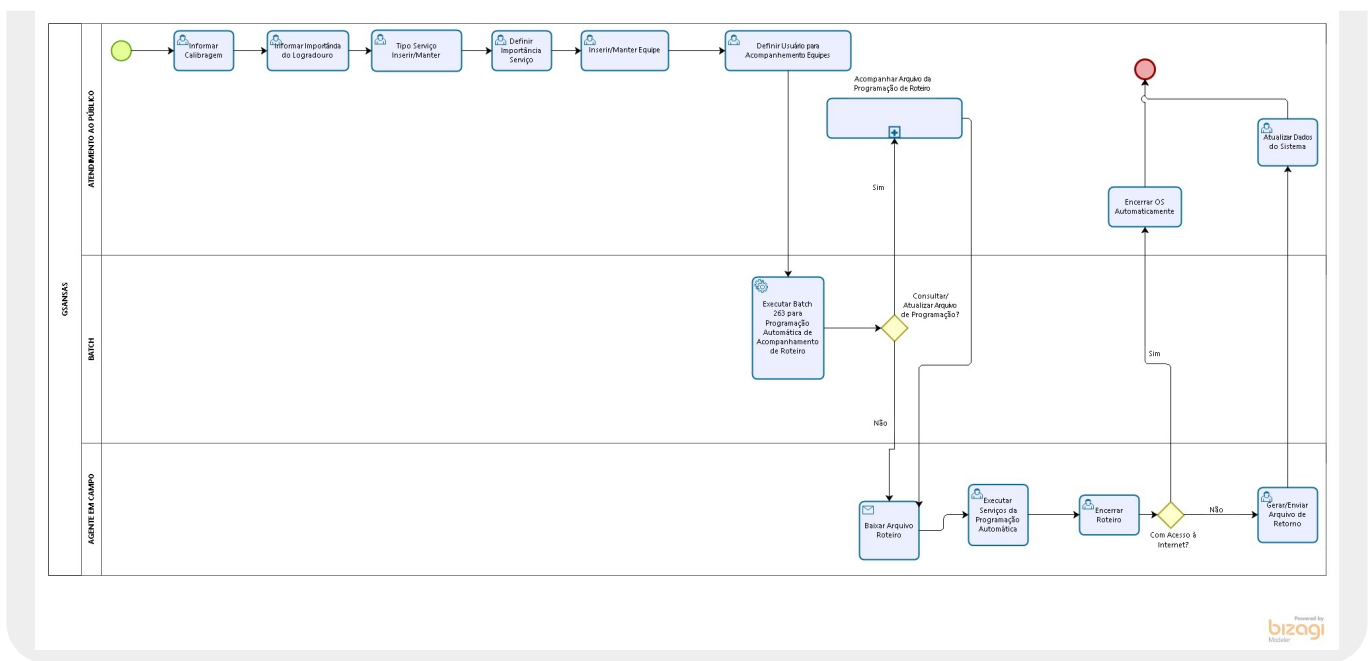 GSANSAS
ATENDIMENTO AO PÚBLICO
Informar
Calibragem
Informar Importância
do Logradouro
Tipo Serviço
Inserir/Manter
Definir
Importância
Serviço
Inserir/Manter Equipe
Definir Usuário para
Acompanhemento Equipes
Acompanhar Arquivo da
Programação de Roteiro
Sim
Encerrar OS
Automaticamente
Atualizar Dados
do Sistema
BATCH
Executar Batch
263 para
Programação
Automática de
Acompanhamento
de Roteiro
Consultar/
Atualizar Arquivo
de Programação?
Sim
Não
AGENTE EM CAMPO
Baixar Arquivo
Roteiro
Executar
Serviços da
Programação
Automática
Encerrar
Roteiro
Com Acesso à
Internet?
Não
Gerar/Enviar
Arquivo de
Retorno
Powered by
bizagi
Modeler